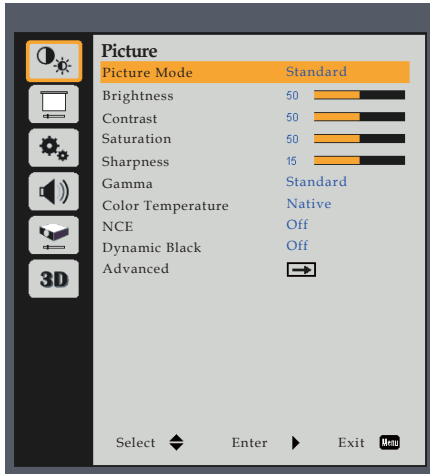 Picture
Picture Mode Standard
Brightness 50
Contrast 50
Saturation 50
Sharpness 15
Gamma Standard
Color Temperature Native
NCE Off
Dynamic Black Off
Advanced
3D
Select Enter Exit Menu